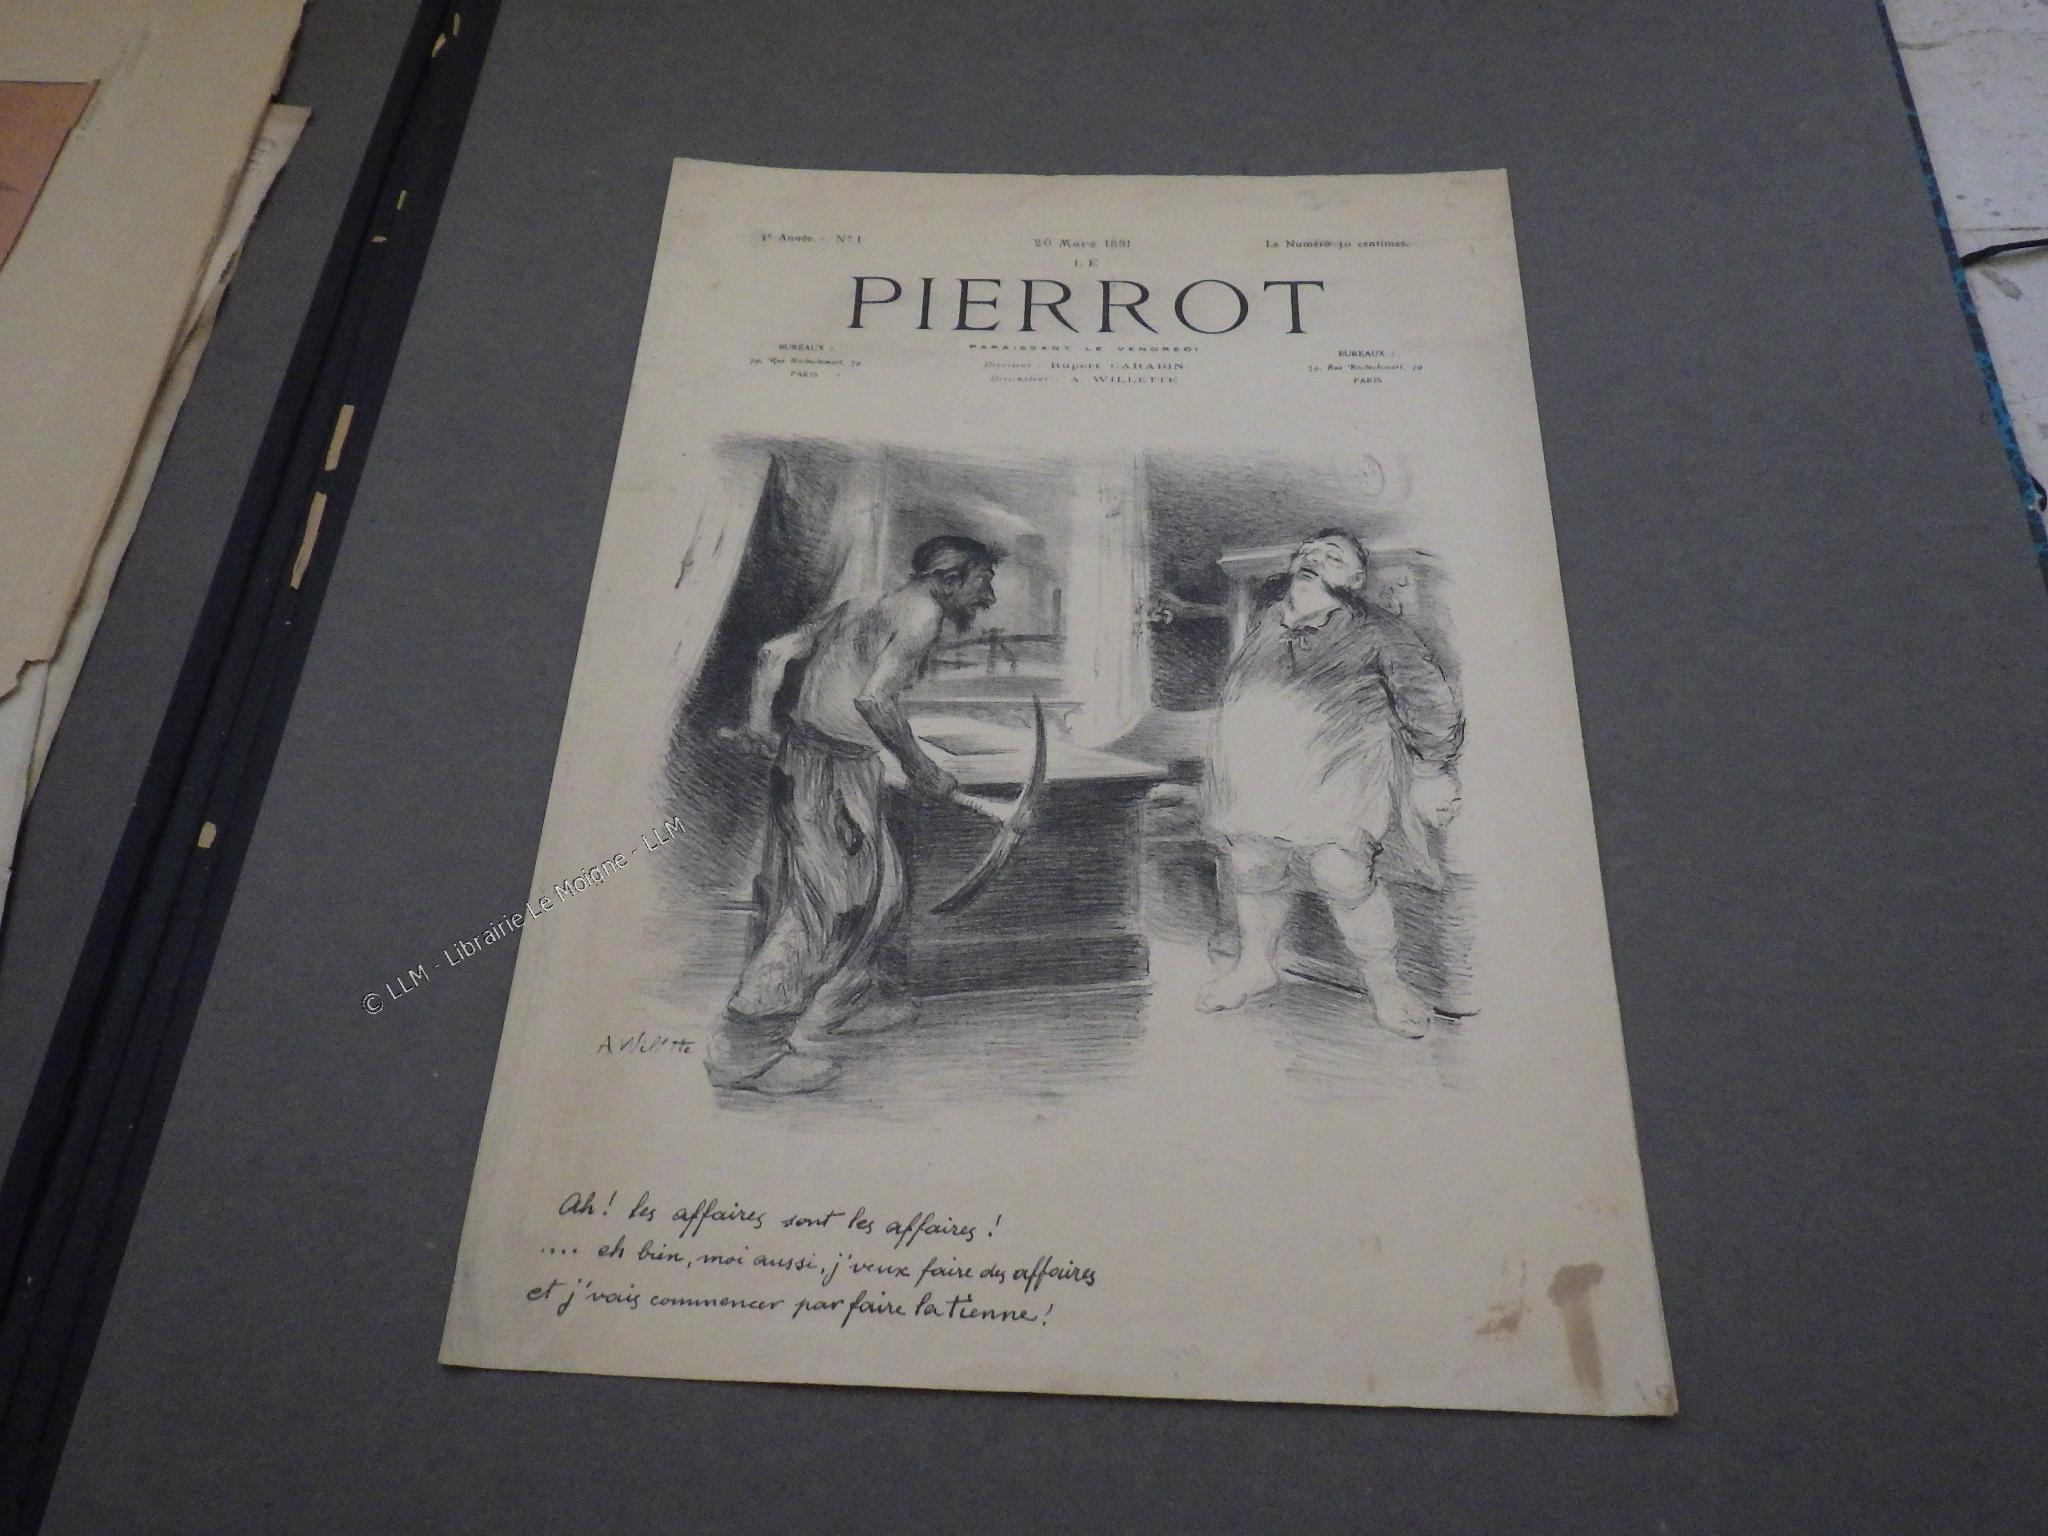 3e Année. - No 1
20 Mars 1891
Le Numéro 30 centimes.
LE
PIERROT
PARAISSANT LE VENDREDI
BUREAUX :
79, Rue Rochechouart, 79
PARIS
Directeur : Rupert CARABIN
Dessinateur : A WILLETTE
BUREAUX :
79, Rue Rochechouart, 79
PARIS
A Willette
© LLM - Librairie Le Moigne - LLM
Ah ! les affaires sont les affaires !
.... eh bien, moi aussi, j'veux faire des affaires
et j'vais commencer par faire la tienne !